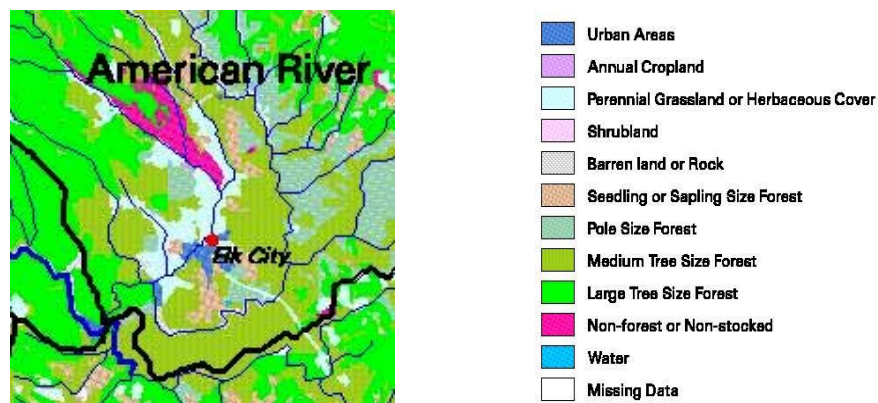 American River
Elk City
Urban Areas
Annual Cropland
Perennial Grassland or Herbaceous Cover
Shrubland
Barren land or Rock
Seedling or Sapling Size Forest
Pole Size Forest
Medium Tree Size Forest
Large Tree Size Forest
Non-forest or Non-stocked
Water
Missing Data